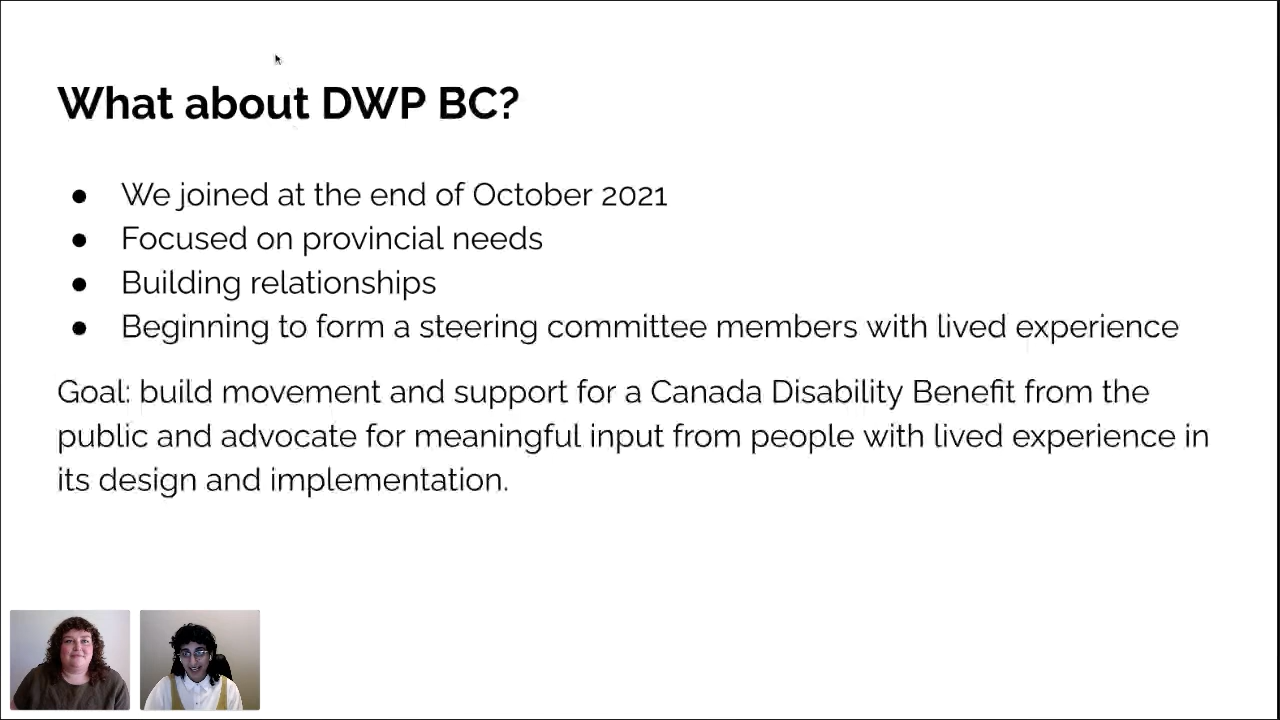 What about DWP BC?
● We joined at the end of October 2021
● Focused on provincial needs
● Building relationships
● Beginning to form a steering committee members with lived experience
Goal: build movement and support for a Canada Disability Benefit from the
public and advocate for meaningful input from people with lived experience in
its design and implementation.